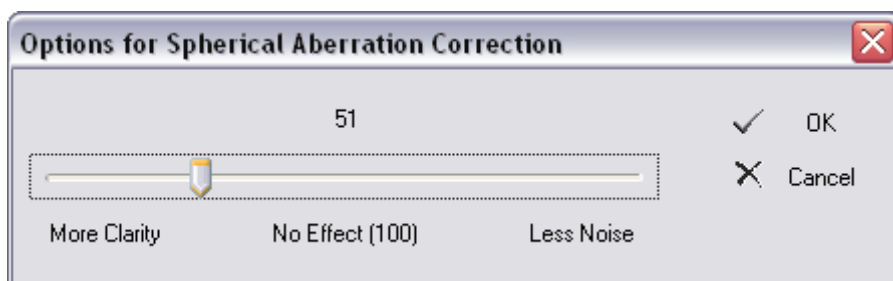 Options for Spherical Aberration Correction
51
OK
Cancel
More Clarity No Effect (100) Less Noise